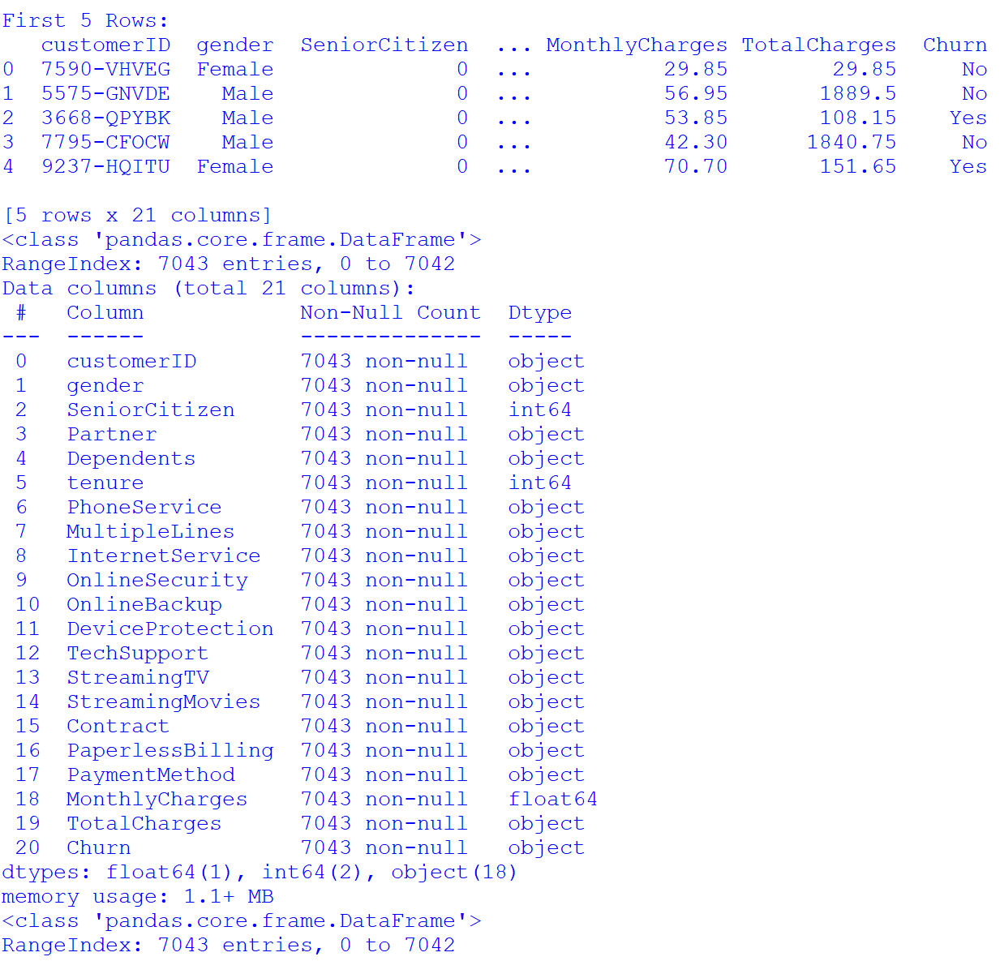 First 5 Rows:
   customerID  gender  SeniorCitizen  ... MonthlyCharges TotalCharges  Churn
0  7590-VHVEG  Female              0  ...          29.85        29.85     No
1  5575-GNVDE    Male              0  ...          56.95       1889.5     No
2  3668-QPYBK    Male              0  ...          53.85       108.15    Yes
3  7795-CFOCW    Male              0  ...          42.30      1840.75     No
4  9237-HQITU  Female              0  ...          70.70       151.65    Yes

[5 rows x 21 columns]
<class 'pandas.core.frame.DataFrame'>
RangeIndex: 7043 entries, 0 to 7042
Data columns (total 21 columns):
 #   Column            Non-Null Count  Dtype
---  ------            --------------  -----
 0   customerID        7043 non-null   object
 1   gender            7043 non-null   object
 2   SeniorCitizen     7043 non-null   int64
 3   Partner           7043 non-null   object
 4   Dependents        7043 non-null   object
 5   tenure            7043 non-null   int64
 6   PhoneService      7043 non-null   object
 7   MultipleLines     7043 non-null   object
 8   InternetService   7043 non-null   object
 9   OnlineSecurity    7043 non-null   object
 10  OnlineBackup      7043 non-null   object
 11  DeviceProtection  7043 non-null   object
 12  TechSupport       7043 non-null   object
 13  StreamingTV       7043 non-null   object
 14  StreamingMovies   7043 non-null   object
 15  Contract          7043 non-null   object
 16  PaperlessBilling  7043 non-null   object
 17  PaymentMethod     7043 non-null   object
 18  MonthlyCharges    7043 non-null   float64
 19  TotalCharges      7043 non-null   object
 20  Churn             7043 non-null   object
dtypes: float64(1), int64(2), object(18)
memory usage: 1.1+ MB
<class 'pandas.core.frame.DataFrame'>
RangeIndex: 7043 entries, 0 to 7042